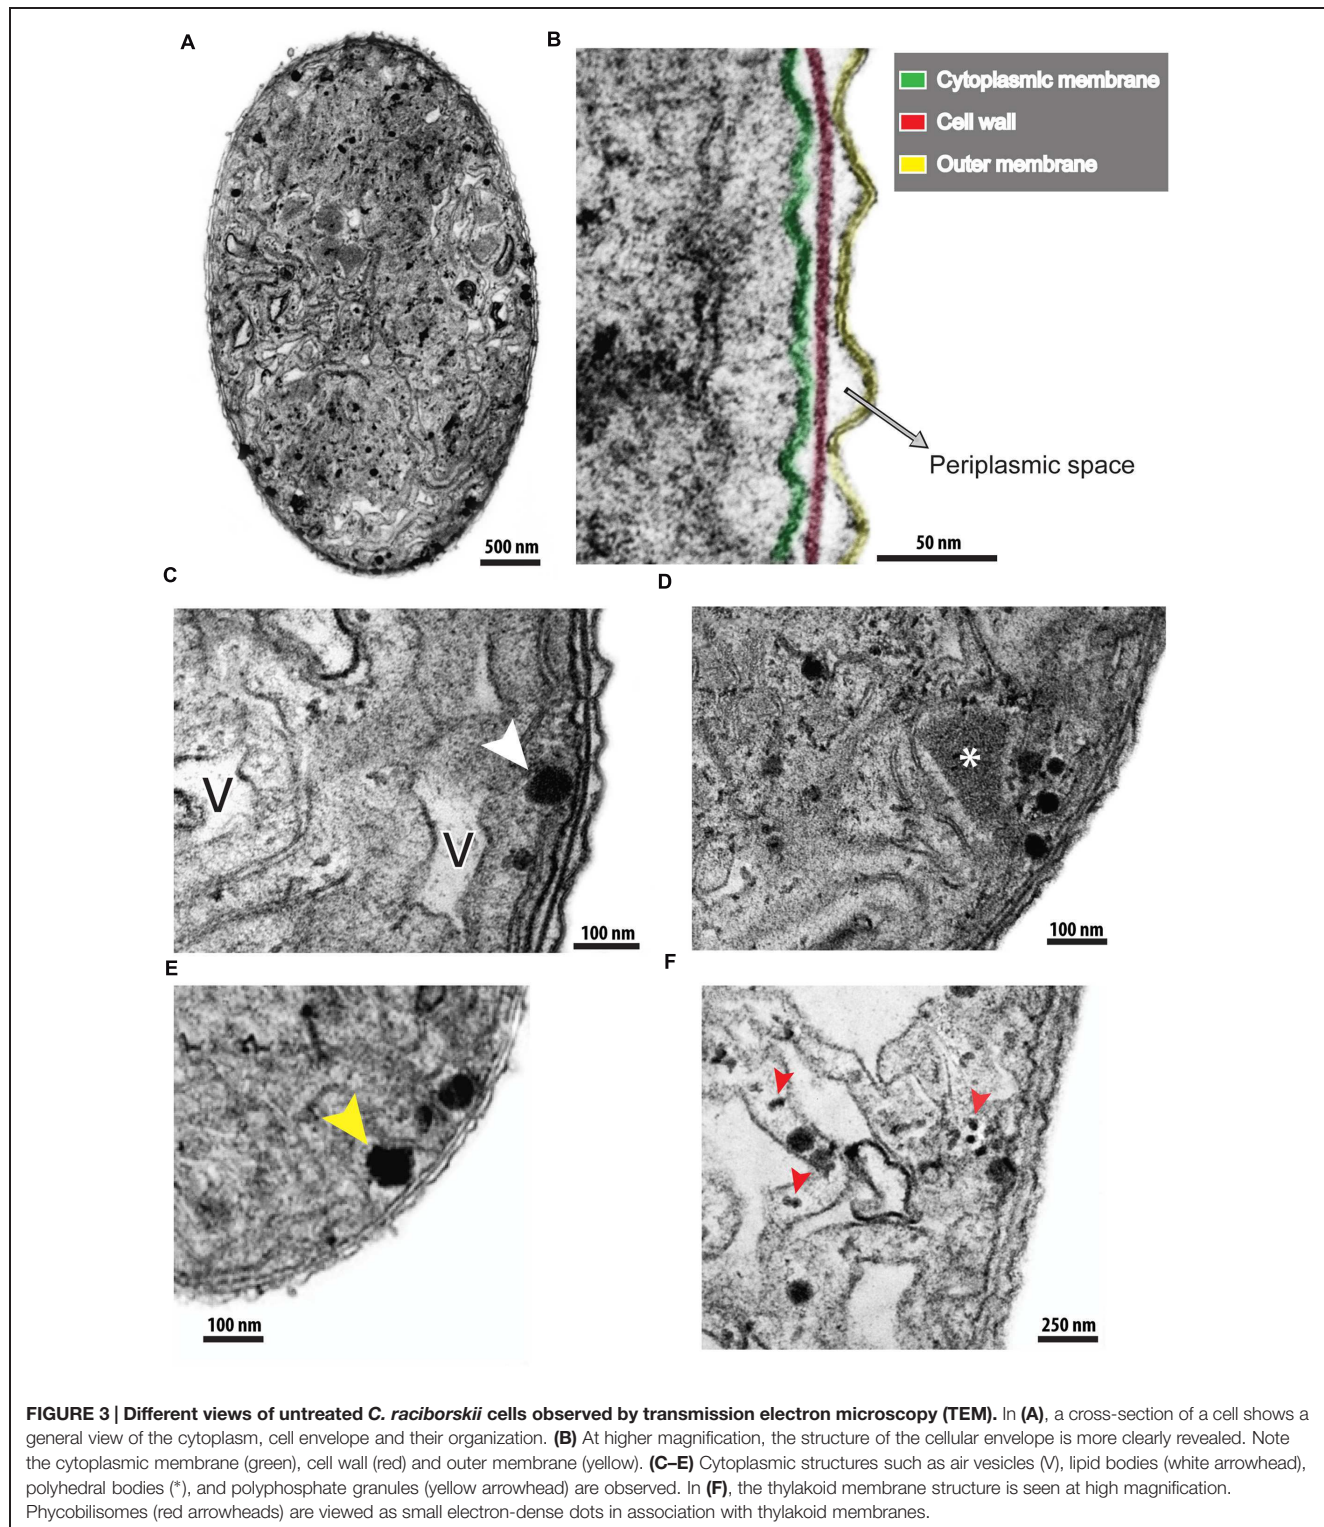 A
B
Cytoplasmic membrane
Cell wall
Outer membrane
Periplasmic space
500 nm
50 nm
C
D
V
V
*
100 nm
100 nm
E
F
100 nm
250 nm
FIGURE 3 | Different views of untreated C. raciborskii cells observed by transmission electron microscopy (TEM). In (A), a cross-section of a cell shows a
general view of the cytoplasm, cell envelope and their organization. (B) At higher magnification, the structure of the cellular envelope is more clearly revealed. Note
the cytoplasmic membrane (green), cell wall (red) and outer membrane (yellow). (C–E) Cytoplasmic structures such as air vesicles (V), lipid bodies (white arrowhead),
polyhedral bodies (*), and polyphosphate granules (yellow arrowhead) are observed. In (F), the thylakoid membrane structure is seen at high magnification.
Phycobilisomes (red arrowheads) are viewed as small electron-dense dots in association with thylakoid membranes.